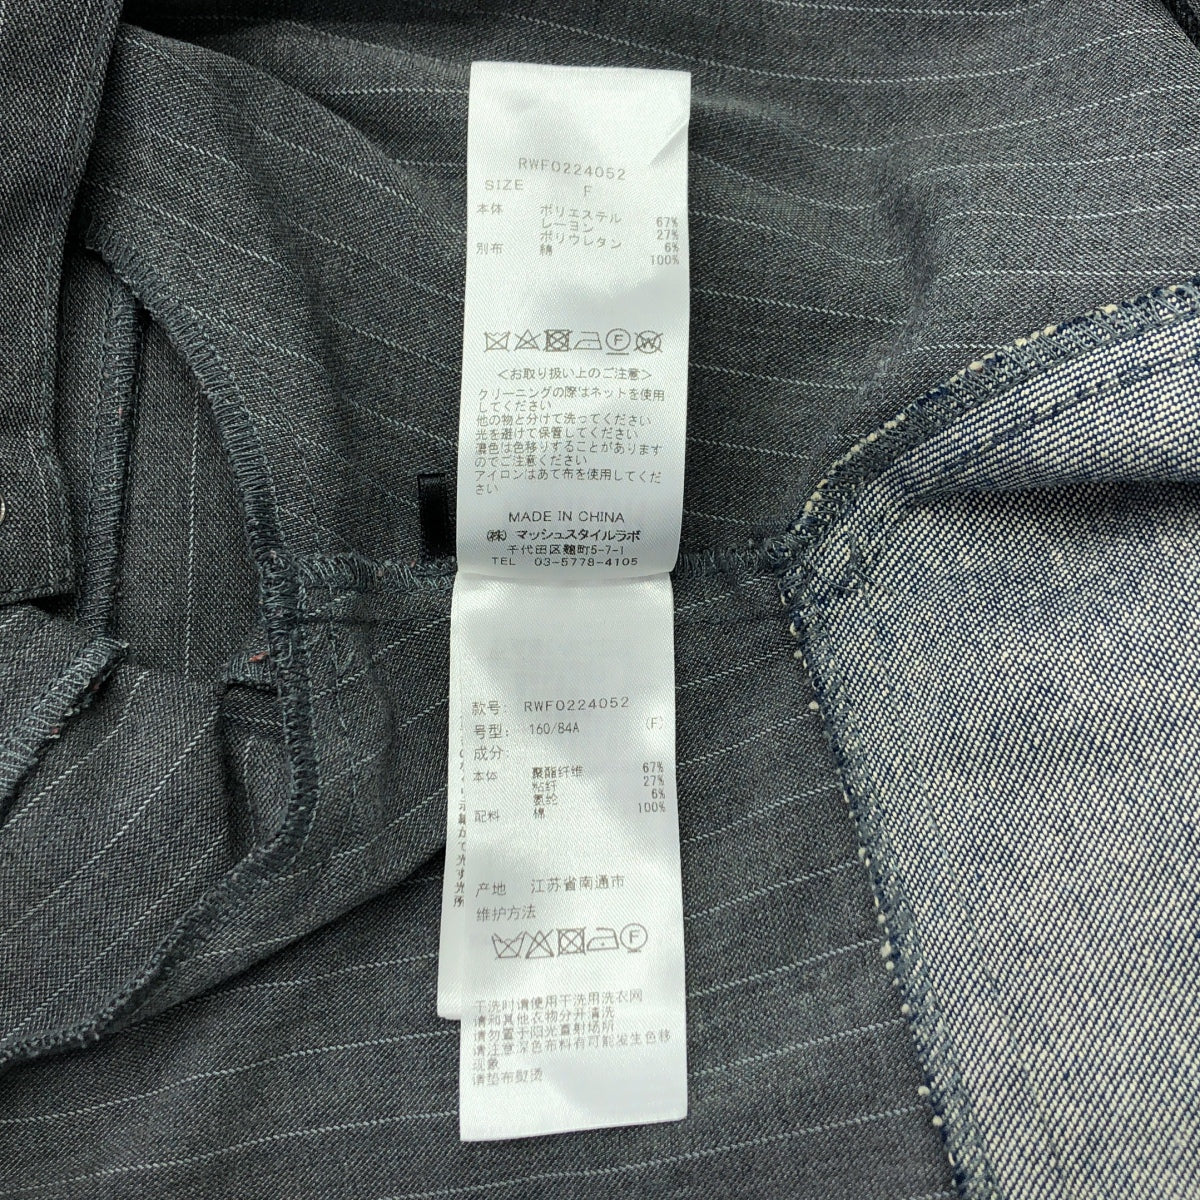 RWF0224052
SIZE F
本体 ポリエステル 67%
レーヨン 27%
ポリウレタン 6%
別布 綿 100%
F W
<お取り扱い上のご注意>
クリーニングの際はネットを使用
してください
他の物と分けて洗ってください
光を避けて保管してください
濃色は色移りすることがあります
のでご注意ください
アイロンはあて布を使用してくだ
さい
MADE IN CHINA
(株) マッシュスタイルラボ
千代田区麹町5-7-1
TEL 03-5778-4105
款号: RWF0224052
号型: 160/84A (F)
成分:
本体 聚酯纤维 67%
粘纤 27%
氨纶 6%
配料 棉 100%
产地 江苏省南通市
维护方法
F
干洗时请使用干洗用洗衣网
请和其他衣物分开清洗
请勿置于阳光直射场所
请注意深色布料有可能发生色移
现象
请垫布熨烫